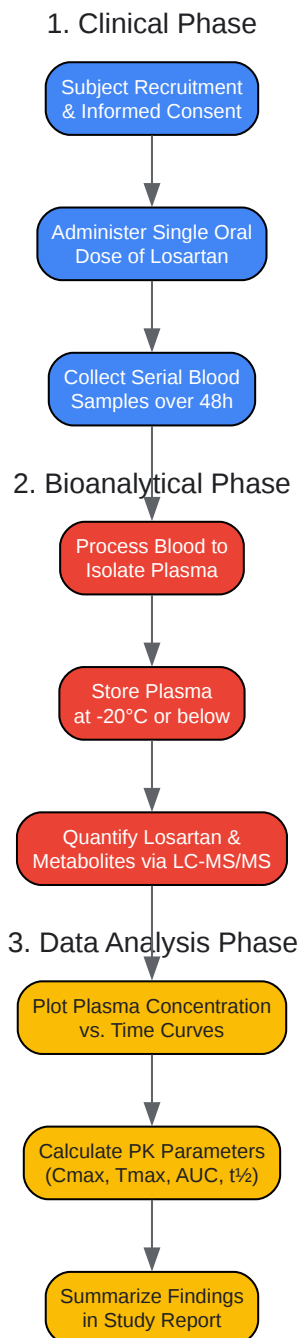 1. Clinical Phase
Subject Recruitment
& Informed Consent
Administer Single Oral
Dose of Losartan
Collect Serial Blood
Samples over 48h
2. Bioanalytical Phase
Process Blood to
Isolate Plasma
Store Plasma
at -20°C or below
Quantify Losartan &
Metabolites via LC-MS/MS
3. Data Analysis Phase
Plot Plasma Concentration
vs. Time Curves
Calculate PK Parameters
(Cmax, Tmax, AUC, t½)
Summarize Findings
in Study Report